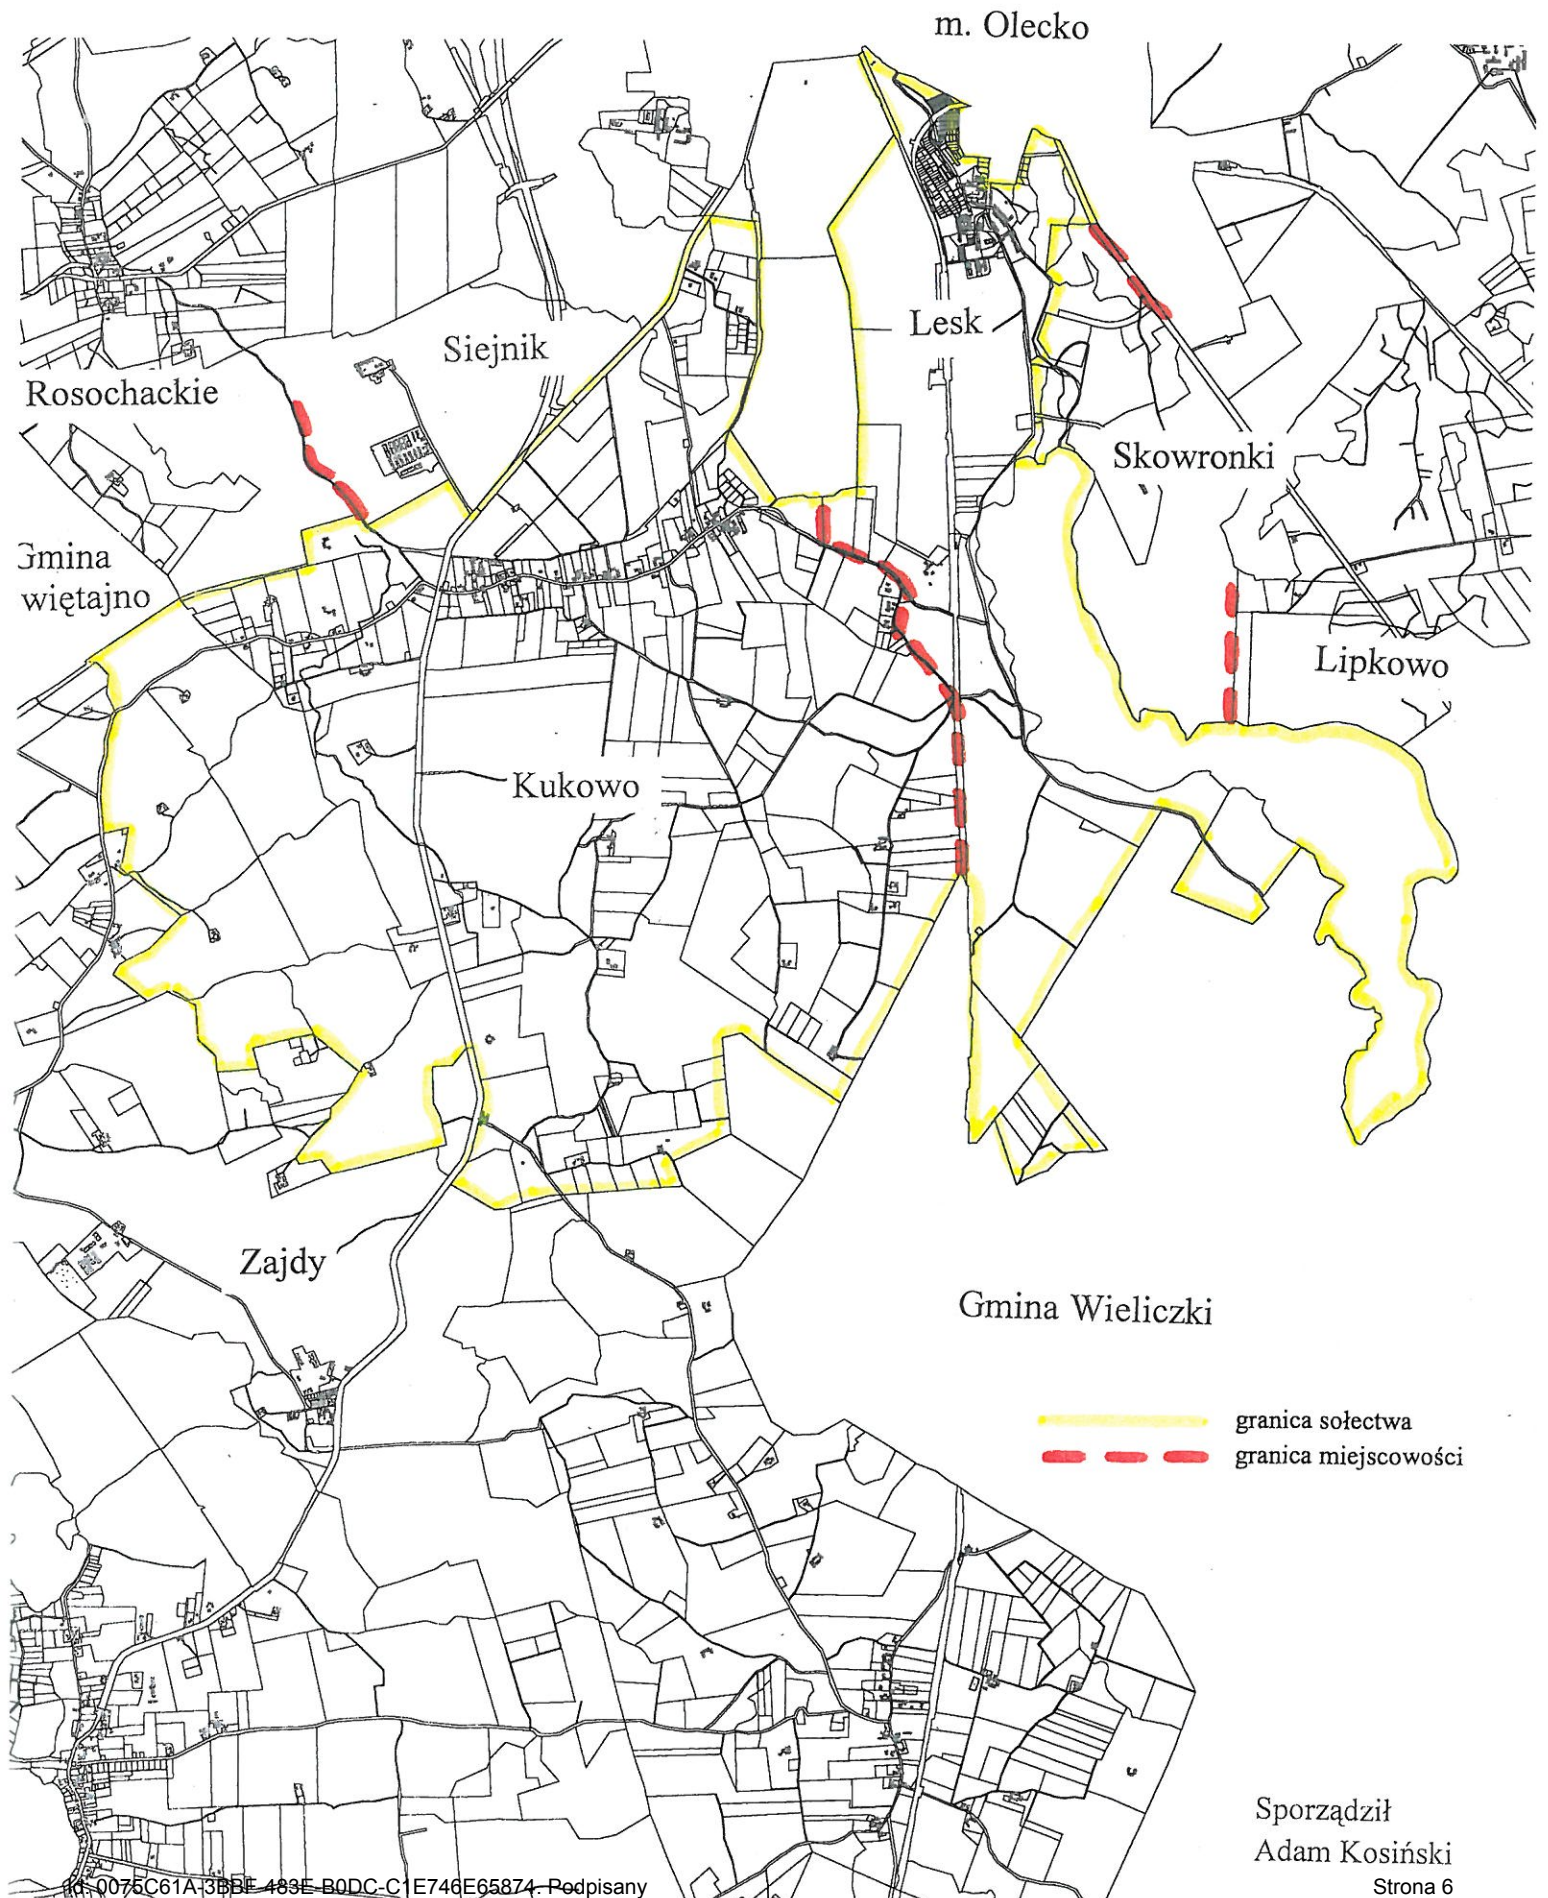 m. Olecko
Lesk
Siejnik
Rosochackie
Skowronki
Gmina
więtajno
Lipkowo
Kukowo
Zajdy
Gmina Wieliczki
granica sołectwa
granica miejscowości
Sporządził
Adam Kosiński
Id: 0075C61A-3BBF-483E-B0DC-C1E746E65874. Podpisany
Strona 6